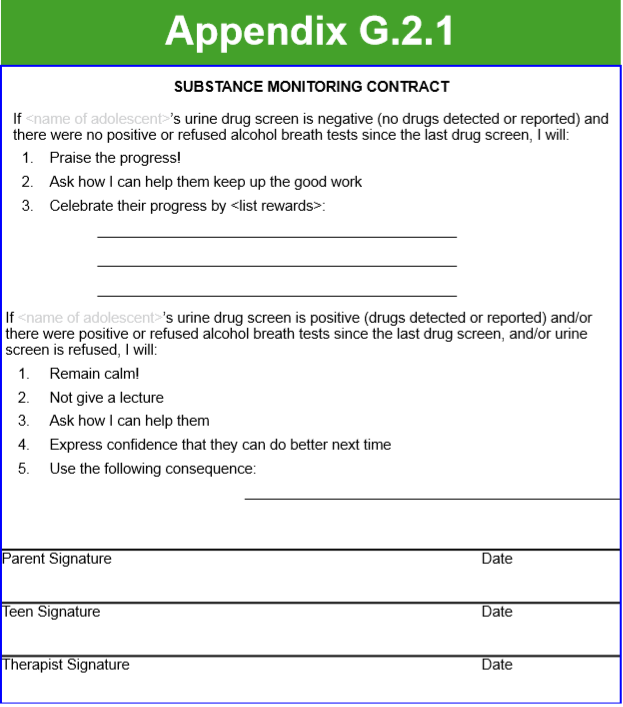 Appendix G.2.1
SUBSTANCE MONITORING CONTRACT
If <name of adolescent>'s urine drug screen is negative (no drugs detected or reported) and
there were no positive or refused alcohol breath tests since the last drug screen, I will:
1. Praise the progress!
2. Ask how I can help them keep up the good work
3. Celebrate their progress by <list rewards>:
If <name of adolescent>'s urine drug screen is positive (drugs detected or reported) and/or
there were positive or refused alcohol breath tests since the last drug screen, and/or urine
screen is refused, I will:
1. Remain calm!
2. Not give a lecture
3. Ask how I can help them
4. Express confidence that they can do better next time
5. Use the following consequence:
Parent Signature Date
Teen Signature Date
Therapist Signature Date